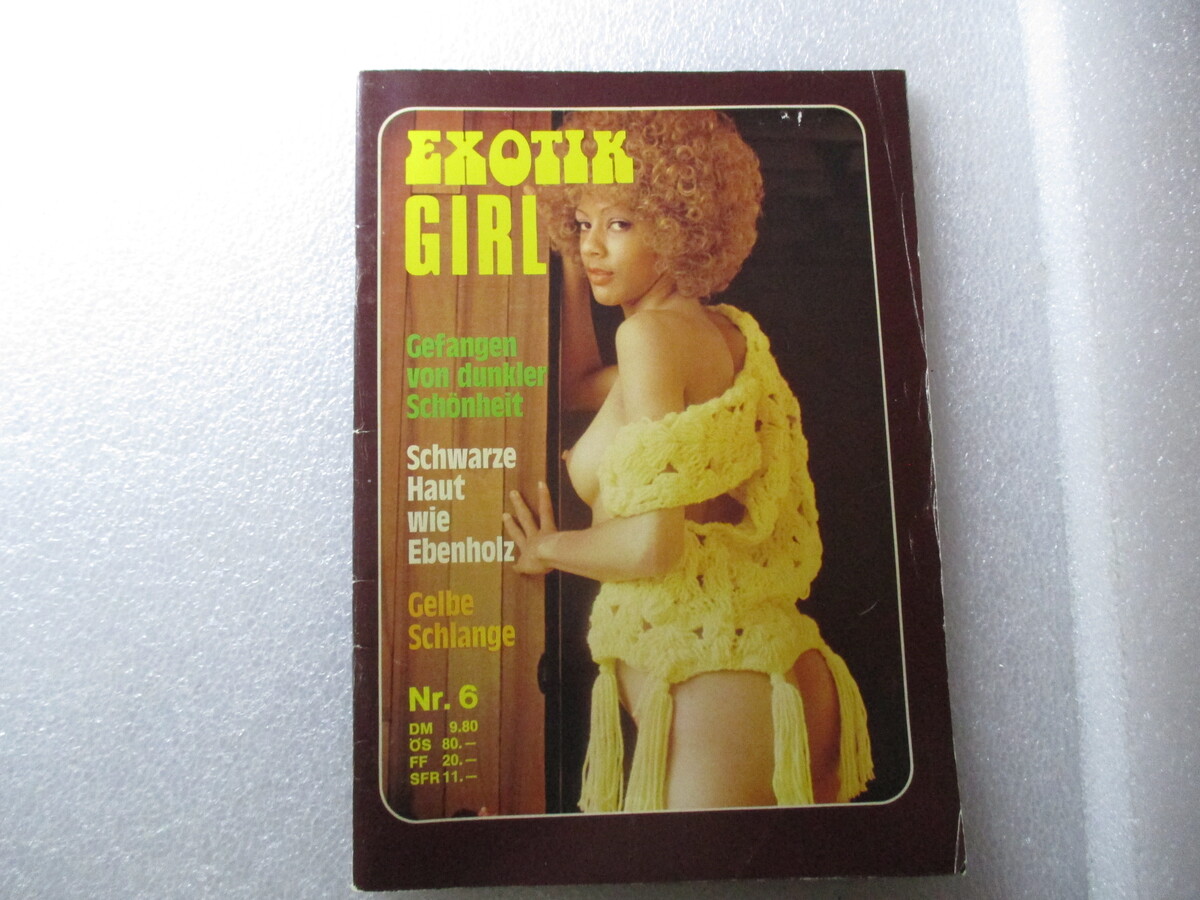 EXOTIK
GIRL
Gefangen
von dunkler
Schönheit
Schwarze
Haut
wie
Ebenholz
Gelbe
Schlange
Nr. 6
DM 9.80
ÖS 80.—
FF 20.—
SFR 11.—